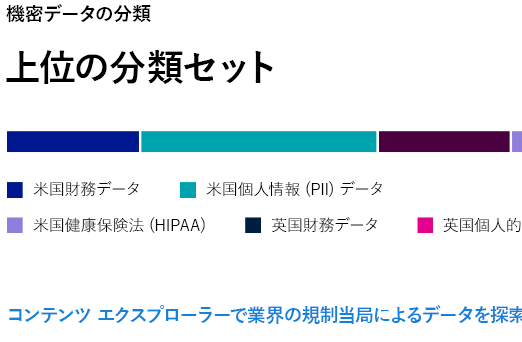 機密データの分類
上位の分類セット
米国財務データ
米国個人情報 (PII) データ
米国健康保険法 (HIPAA)
英国財務データ
英国個人的
コンテンツ エクスプローラーで業界の規制当局によるデータを探索